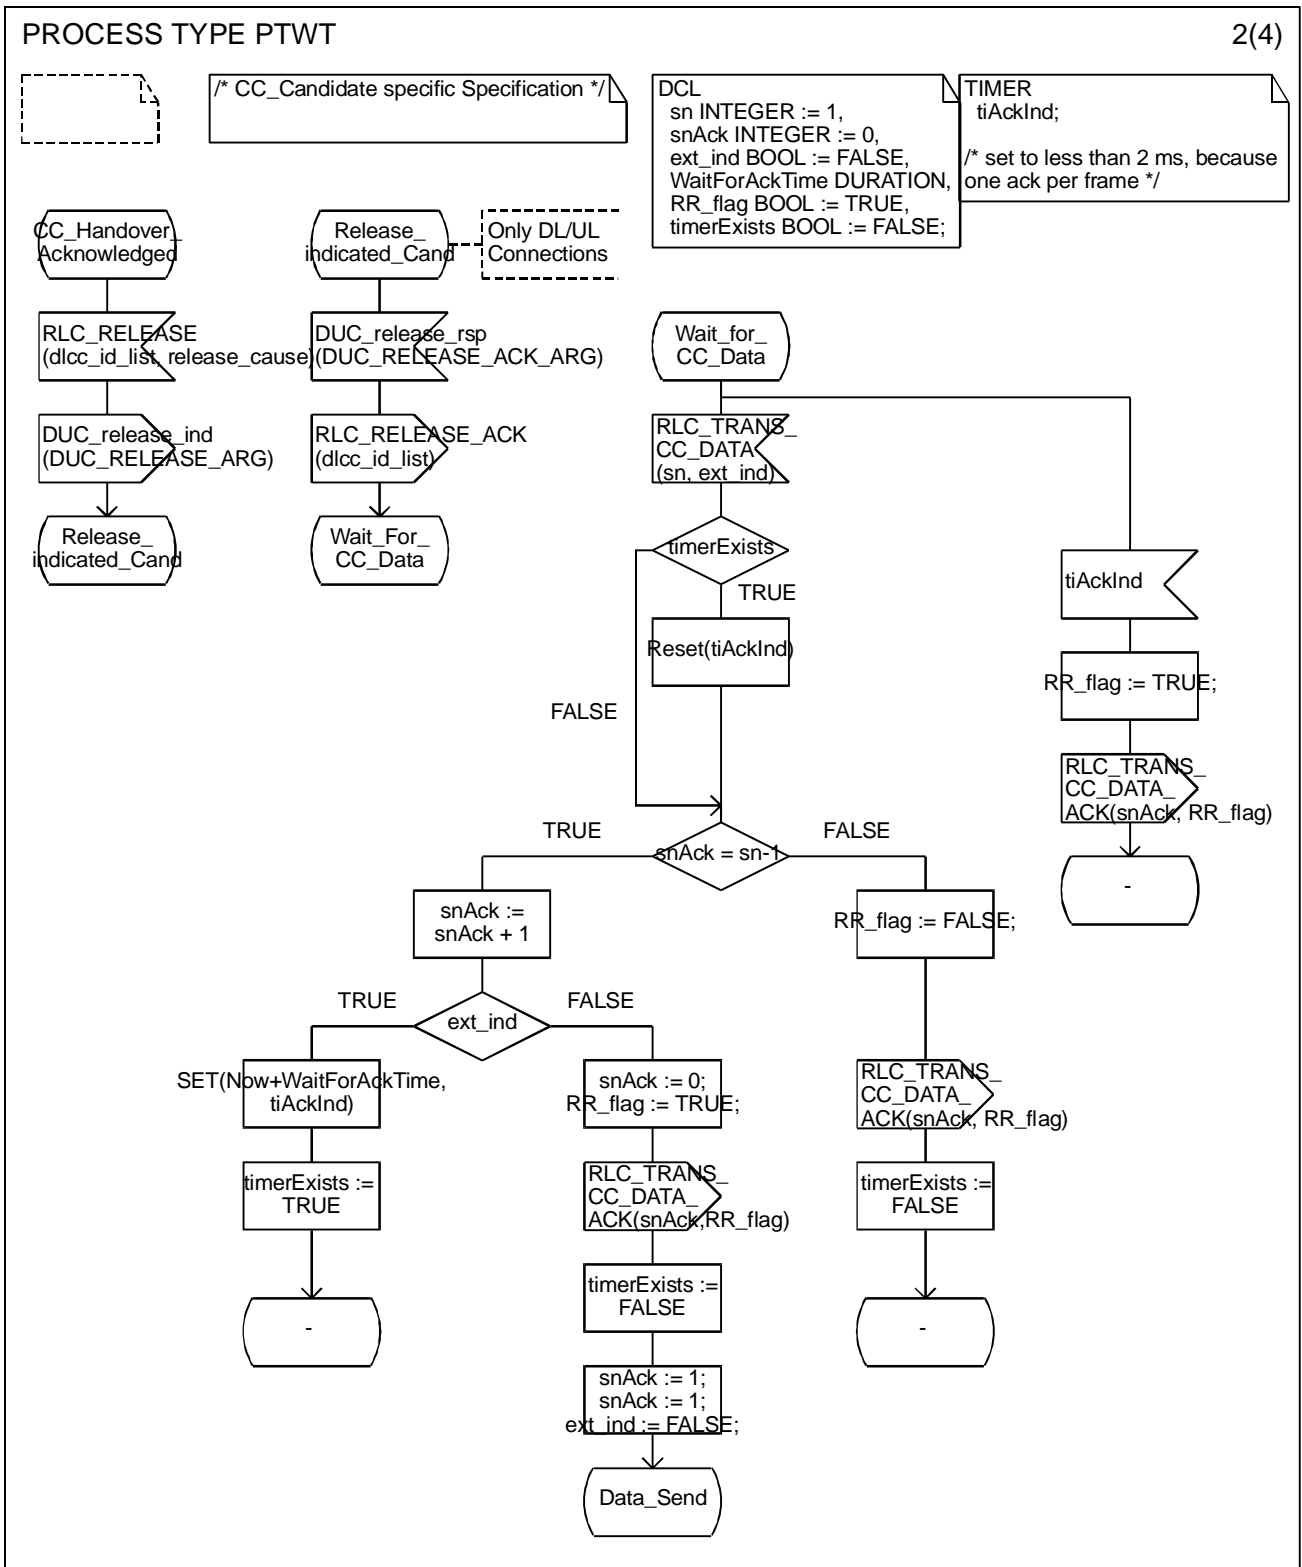 PROCESS TYPE PTWT
2(4)
/* CC_Candidate specific Specification */
DCL
sn INTEGER := 1,
snAck INTEGER := 0,
ext_ind BOOL := FALSE,
WaitForAckTime DURATION,
RR_flag BOOL := TRUE,
timerExists BOOL := FALSE;
TIMER
tiAckInd;
/* set to less than 2 ms, because
one ack per frame */
CC_Handover_
Acknowledged
RLC_RELEASE
(dlcc_id_list, release_cause)
DUC_release_ind
(DUC_RELEASE_ARG)
Release_
indicated_Cand
Release_
indicated_Cand
Only DL/UL
Connections
DUC_release_rsp
(DUC_RELEASE_ACK_ARG)
RLC_RELEASE_ACK
(dlcc_id_list)
Wait_For_
CC_Data
Wait_for_
CC_Data
RLC_TRANS_
CC_DATA
(sn, ext_ind)
timerExists
TRUE
Reset(tiAckInd)
FALSE
tiAckInd
RR_flag := TRUE;
RLC_TRANS_
CC_DATA_
ACK(snAck, RR_flag)
-
TRUE
snAck = sn-1
FALSE
snAck :=
snAck + 1
TRUE
ext_ind
FALSE
SET(Now+WaitForAckTime,
tiAckInd)
timerExists :=
TRUE
-
snAck := 0;
RR_flag := TRUE;
RLC_TRANS_
CC_DATA_
ACK(snAck,RR_flag)
timerExists :=
FALSE
snAck := 1;
snAck := 1;
ext_ind := FALSE;
Data_Send
RR_flag := FALSE;
RLC_TRANS_
CC_DATA_
ACK(snAck, RR_flag)
timerExists :=
FALSE
-